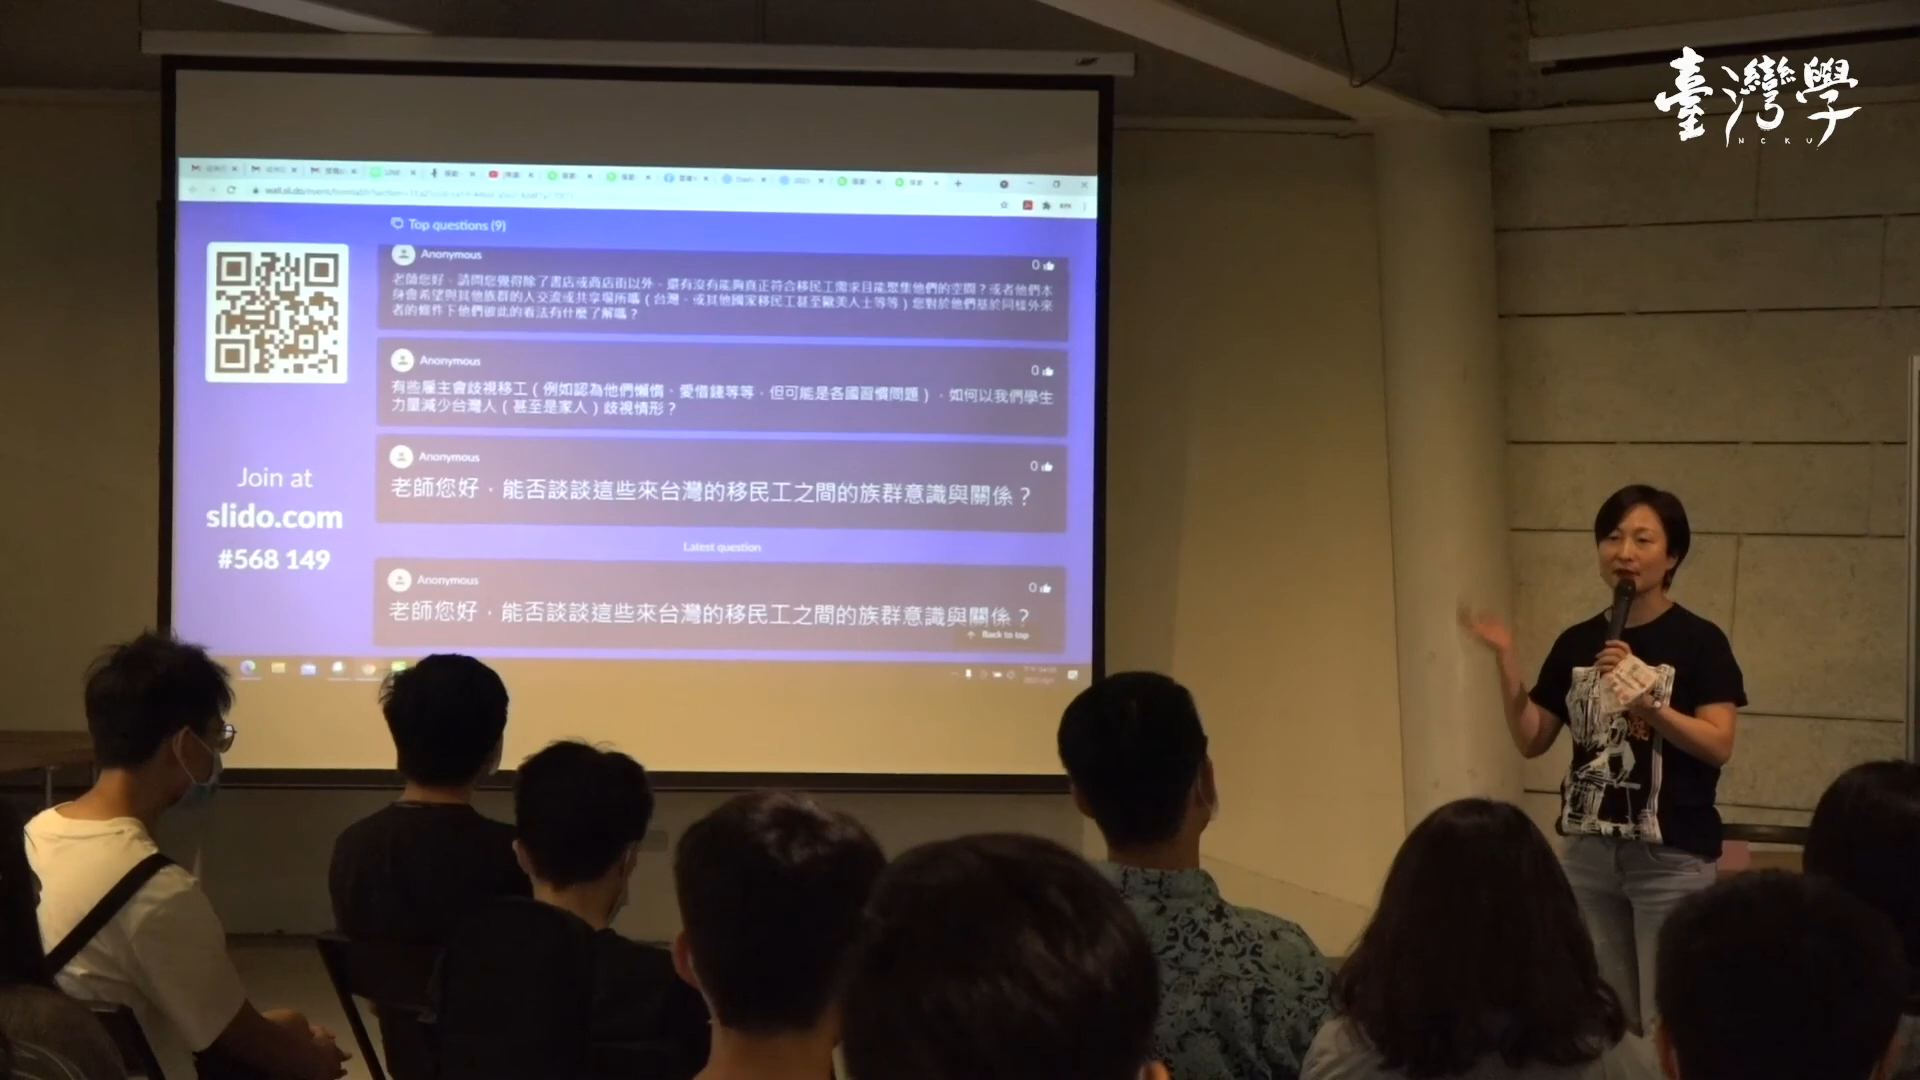 臺灣學
NCKU
Top questions (9)
Anonymous
0
老師您好，請問您覺得除了書店或商店街以外，還有沒有能夠真正符合移民工需求且能聚集他們的空間？或者他們本
身會希望與其他族群的人交流或共享場所嗎（台灣、或其他國家移民工甚至歐美人士等等）您對於他們基於同樣外來
者的條件下他們彼此的看法有什麼了解嗎？
Anonymous
0
有些雇主會歧視移工（例如認為他們懶惰、愛借錢等等，但可能是各國習慣問題），如何以我們學生
力量減少台灣人（甚至是家人）歧視情形？
Anonymous
0
老師您好，能否談談這些來台灣的移民工之間的族群意識與關係？
Latest question
Anonymous
0
老師您好，能否談談這些來台灣的移民工之間的族群意識與關係？
Back to top
Join at
slido.com
#568 149